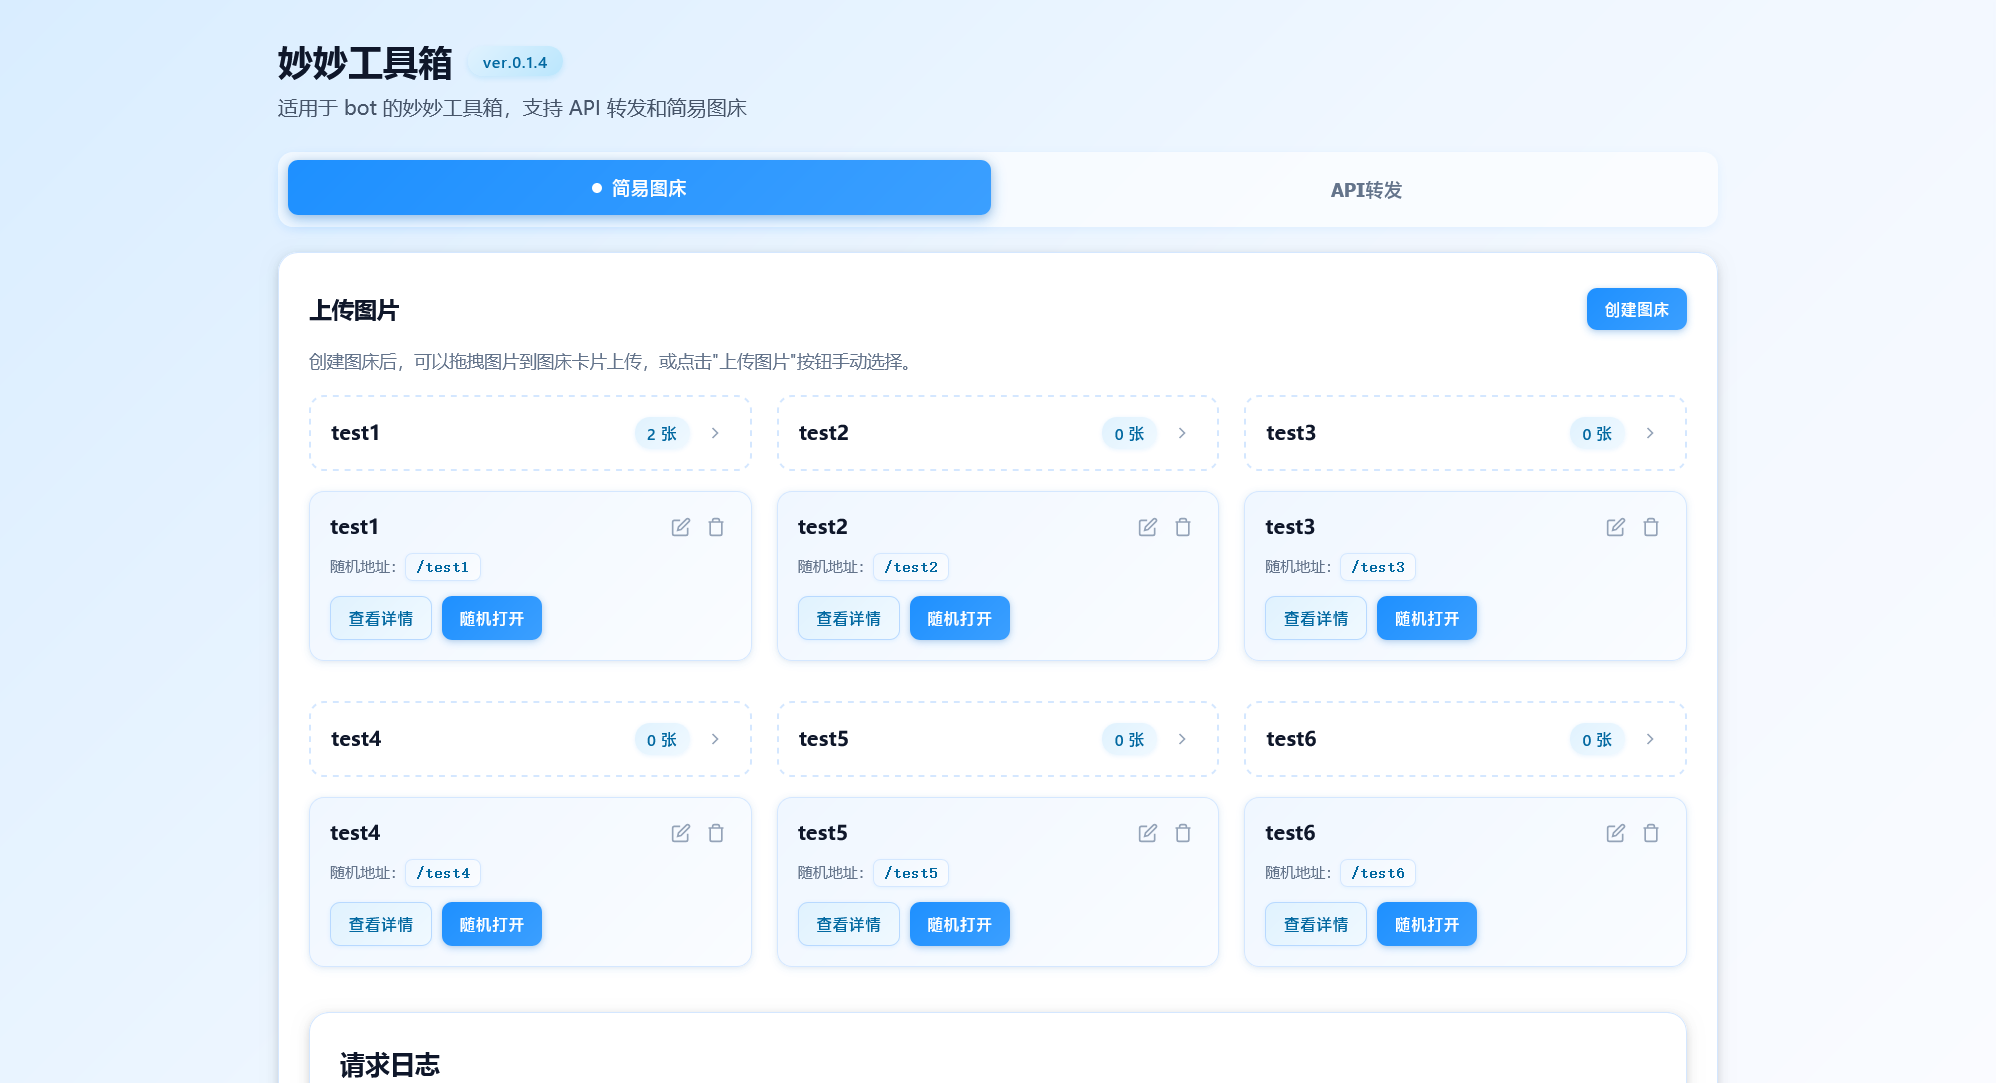 妙妙工具箱 ver.0.1.4
适用于 bot 的妙妙工具箱，支持 API 转发和简易图床
简易图床 API转发
上传图片 创建图床
创建图床后，可以拖拽图片到图床卡片上传，或点击"上传图片"按钮手动选择。
test1 2 张 test2 0 张 test3 0 张
test1 test2 test3
随机地址： /test1 随机地址： /test2 随机地址： /test3
查看详情 随机打开 查看详情 随机打开 查看详情 随机打开
test4 0 张 test5 0 张 test6 0 张
test4 test5 test6
随机地址： /test4 随机地址： /test5 随机地址： /test6
查看详情 随机打开 查看详情 随机打开 查看详情 随机打开
请求日志